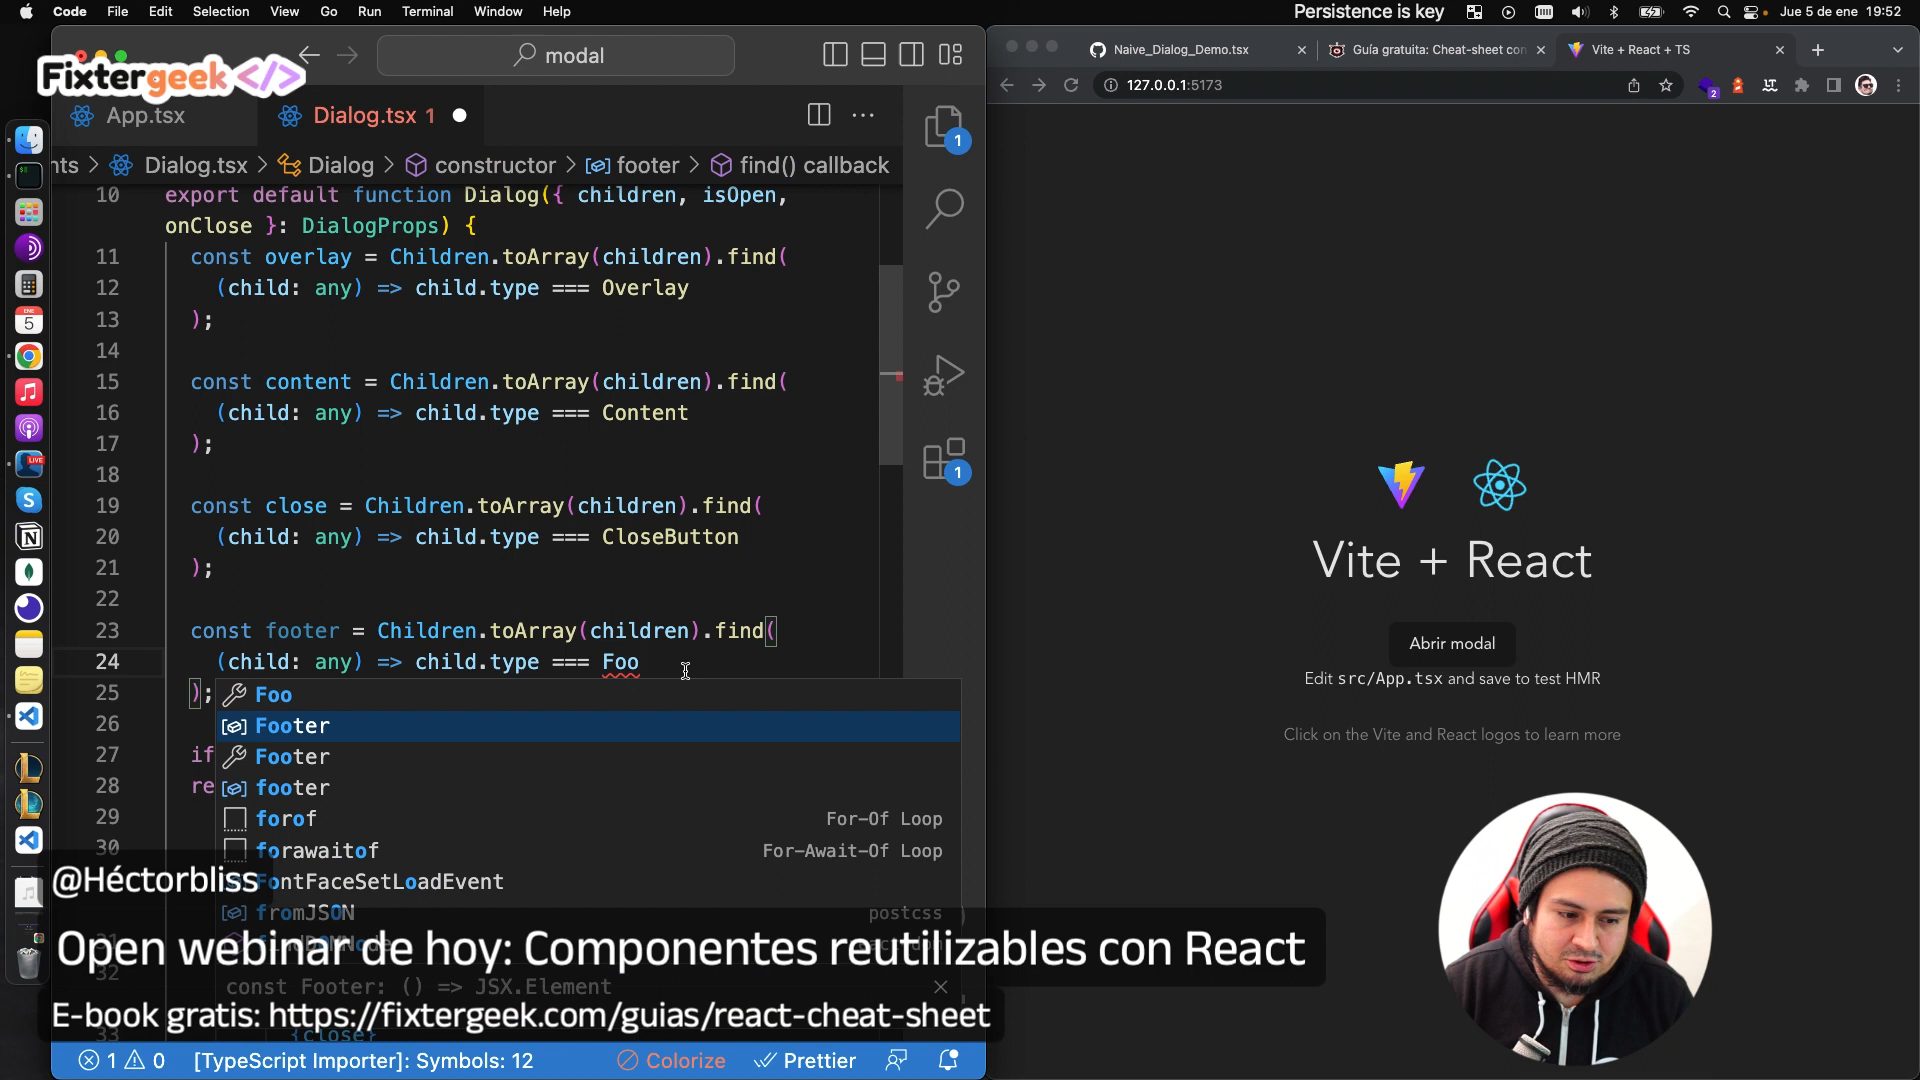 Code File Edit Selection View Go Run Terminal Window Help
Persistence is key
Jue 5 de ene 19:52
Fixtergeek </>
modal
App.tsx
Dialog.tsx 1
nts > Dialog.tsx > Dialog > constructor > footer > find() callback
10 export default function Dialog({ children, isOpen,
onClose }: DialogProps) {
11 const overlay = Children.toArray(children).find(
12 (child: any) => child.type === Overlay
13 );
14
15 const content = Children.toArray(children).find(
16 (child: any) => child.type === Content
17 );
18
19 const close = Children.toArray(children).find(
20 (child: any) => child.type === CloseButton
21 );
22
23 const footer = Children.toArray(children).find(
24 (child: any) => child.type === Foo
25 );
26
27 if
28 re
29
30
32
33
{close}
Foo
Footer
Footer
footer
forof For-Of Loop
forawaitof For-Await-Of Loop
FontFaceSetLoadEvent
fromJSON postcss
const Footer: () => JSX.Element
1
1
@Héctorbliss
Open webinar de hoy: Componentes reutilizables con React
E-book gratis: https://fixtergeek.com/guias/react-cheat-sheet
1 0 [TypeScript Importer]: Symbols: 12 Colorize Prettier
Naive_Dialog_Demo.tsx
Guía gratuita: Cheat-sheet con
Vite + React + TS
127.0.0.1:5173
2
Vite + React
Abrir modal
Edit src/App.tsx and save to test HMR
Click on the Vite and React logos to learn more
ENE
5
LIVE